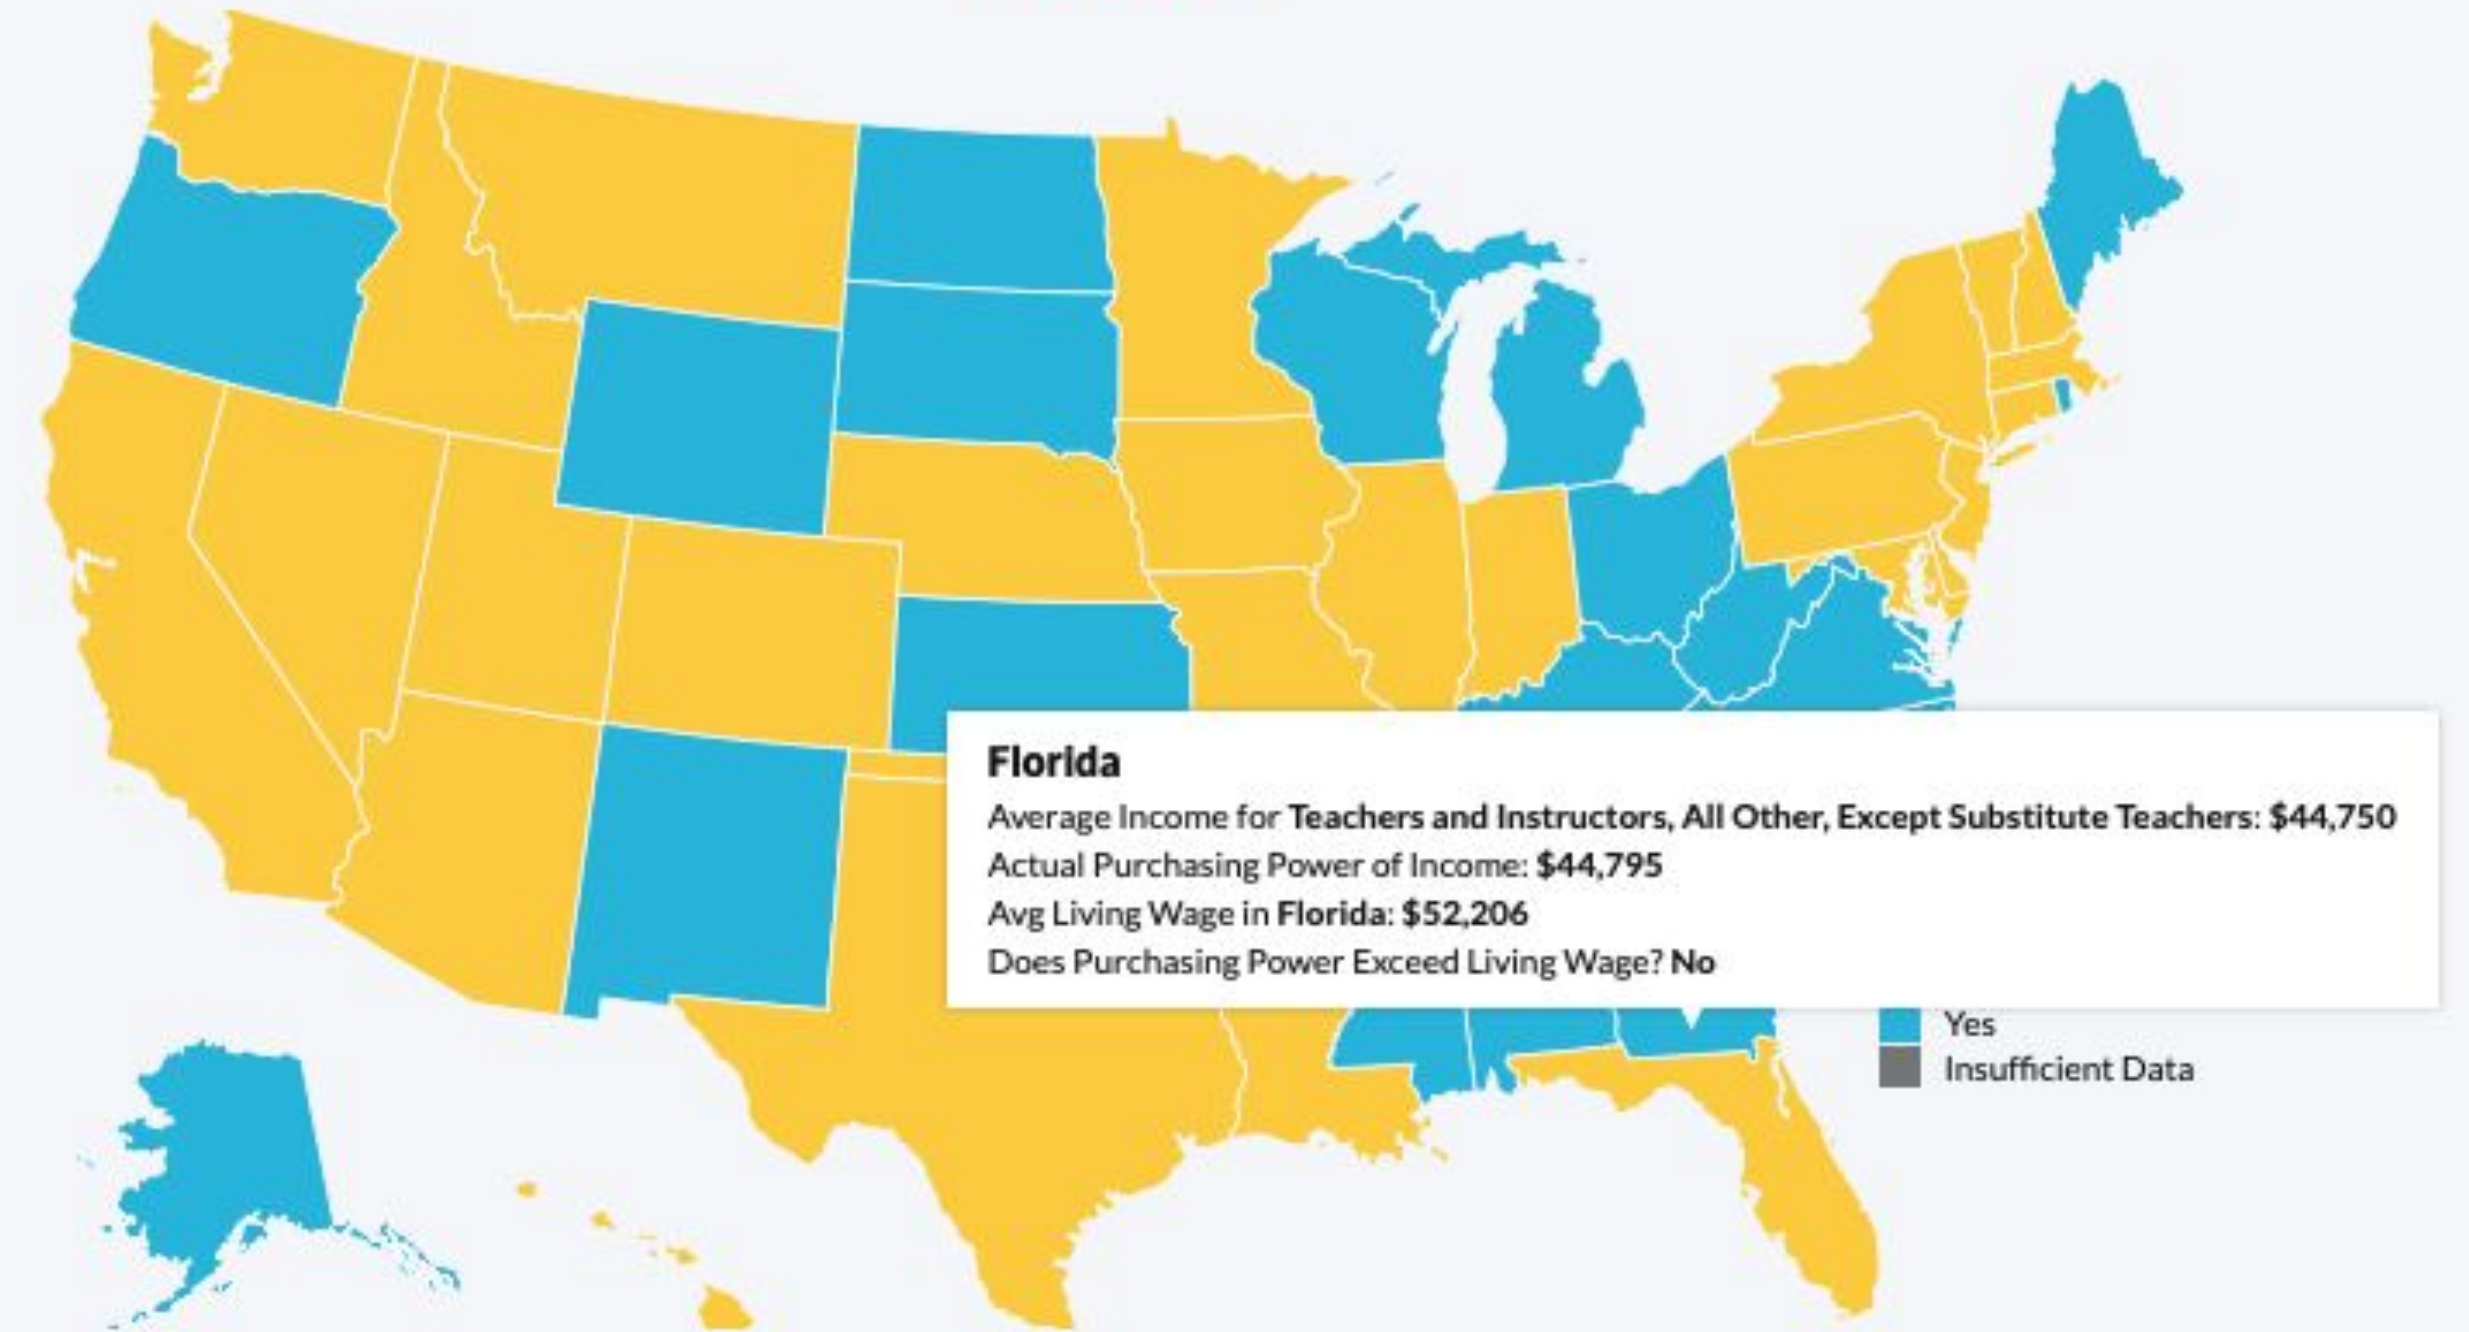 Florida
Average Income for Teachers and Instructors, All Other, Except Substitute Teachers: $44,750
Actual Purchasing Power of Income: $44,795
Avg Living Wage in Florida: $52,206
Does Purchasing Power Exceed Living Wage? No
Yes
Insufficient Data